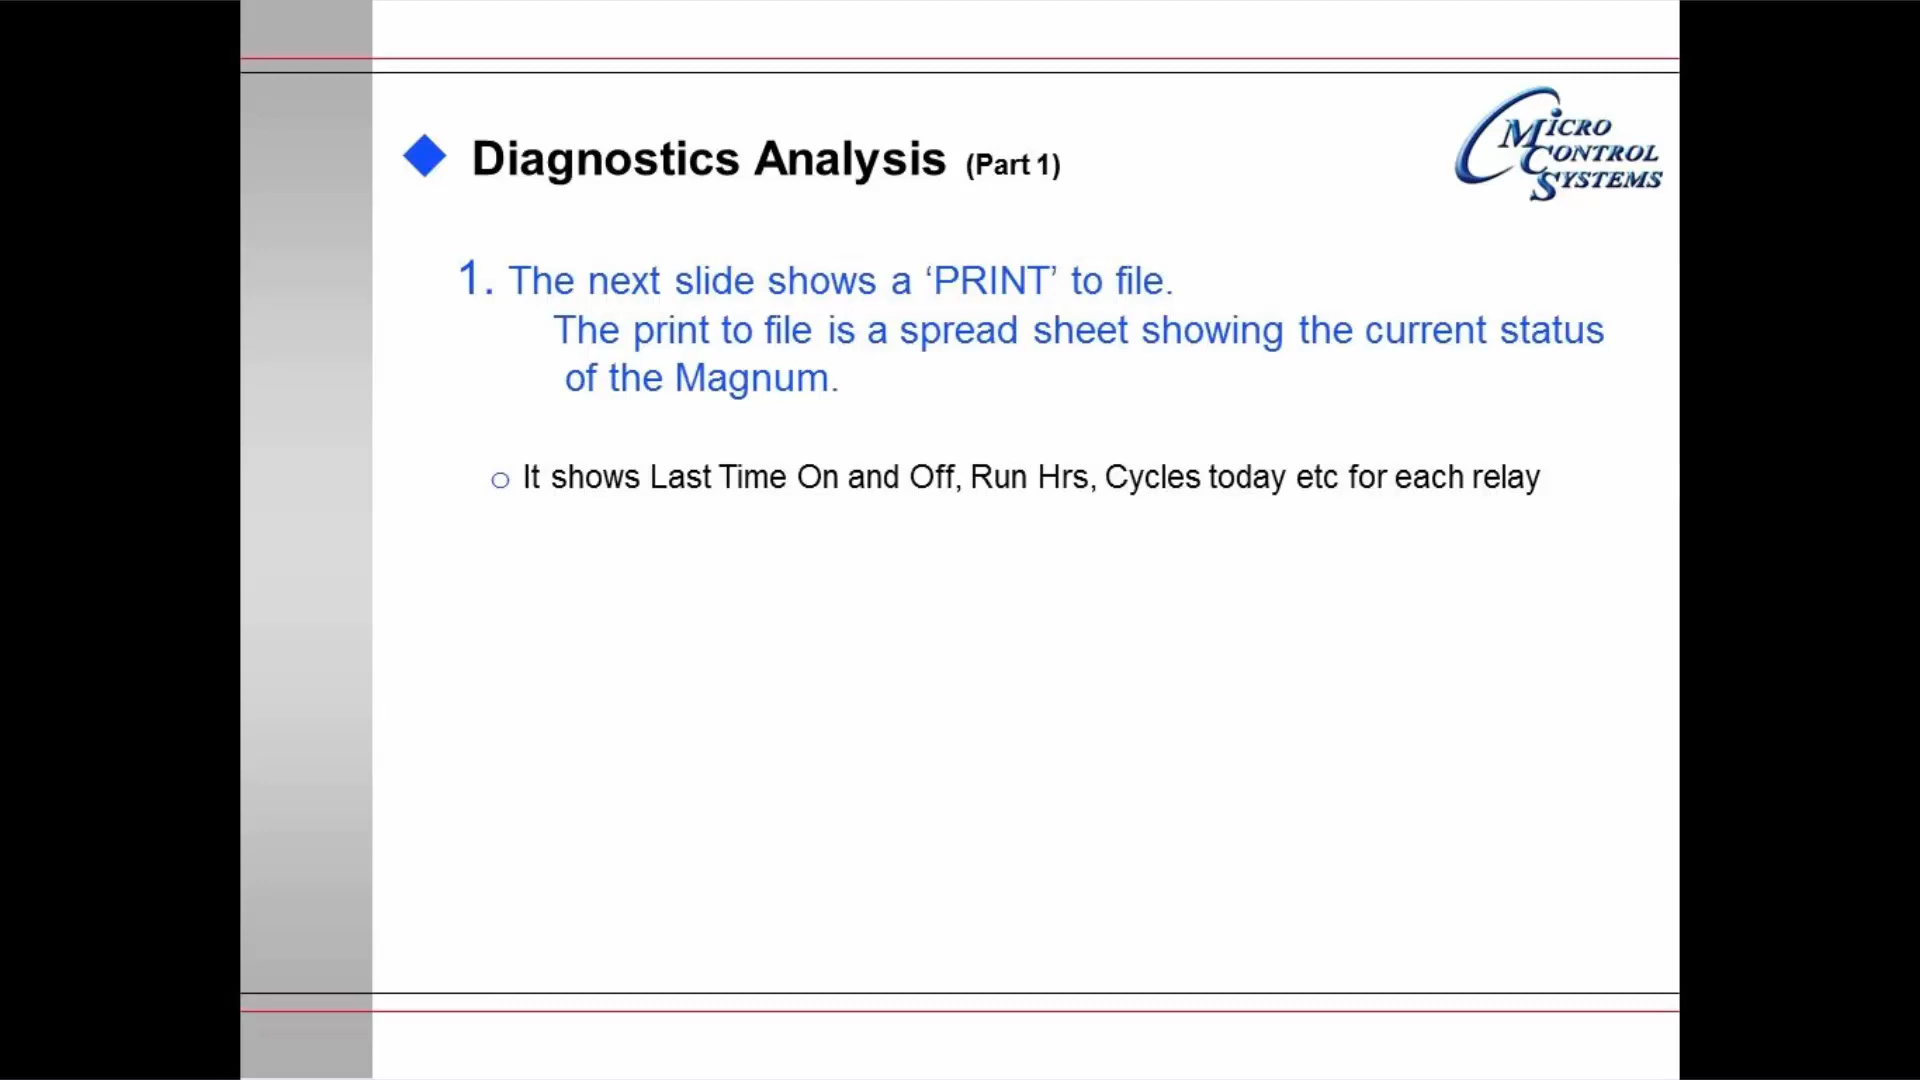 Diagnostics Analysis (Part 1)
MICRO
CONTROL
SYSTEMS
1. The next slide shows a ‘PRINT’ to file.
The print to file is a spread sheet showing the current status
of the Magnum.
o It shows Last Time On and Off, Run Hrs, Cycles today etc for each relay